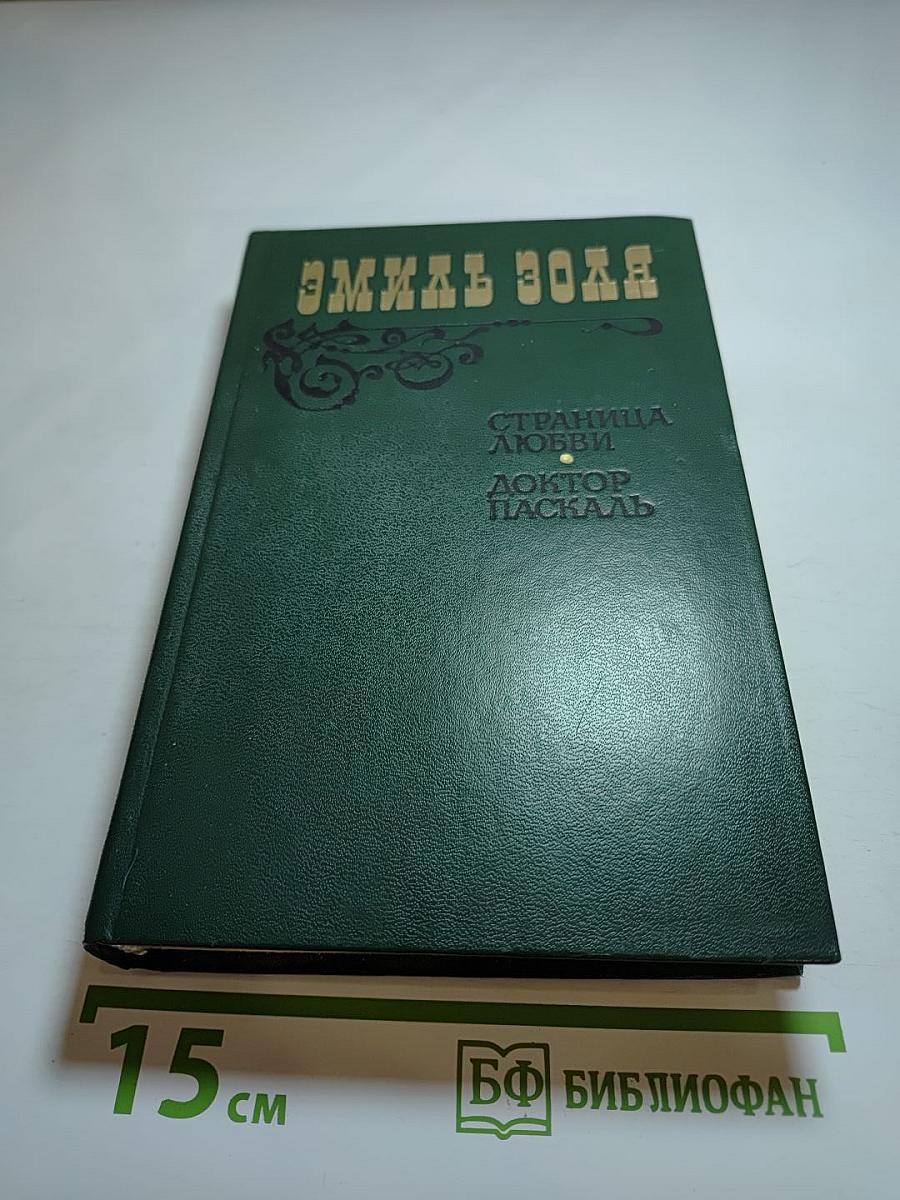 ЭМИЛЬ ЗОЛЯ
СТРАНИЦА
ЛЮБВИ
ДОКТОР
ПАСКАЛЬ
15 см
БФ БИБЛИОФАН